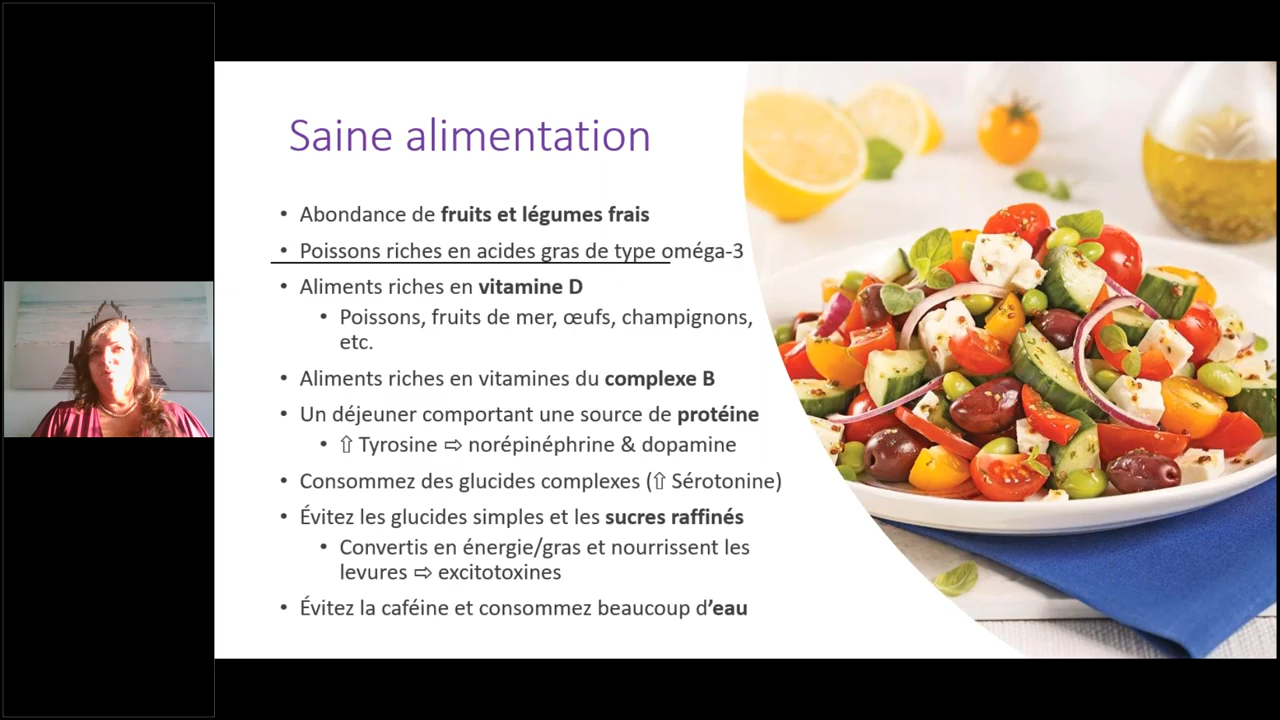 Saine alimentation
• Abondance de fruits et légumes frais
• Poissons riches en acides gras de type oméga-3
• Aliments riches en vitamine D
• Poissons, fruits de mer, œufs, champignons,
etc.
• Aliments riches en vitamines du complexe B
• Un déjeuner comportant une source de protéine
• ⇧ Tyrosine ⇨ norépinéphrine & dopamine
• Consommez des glucides complexes (⇧ Sérotonine)
• Évitez les glucides simples et les sucres raffinés
• Convertis en énergie/gras et nourrissent les
levures ⇨ excitotoxines
• Évitez la caféine et consommez beaucoup d’eau